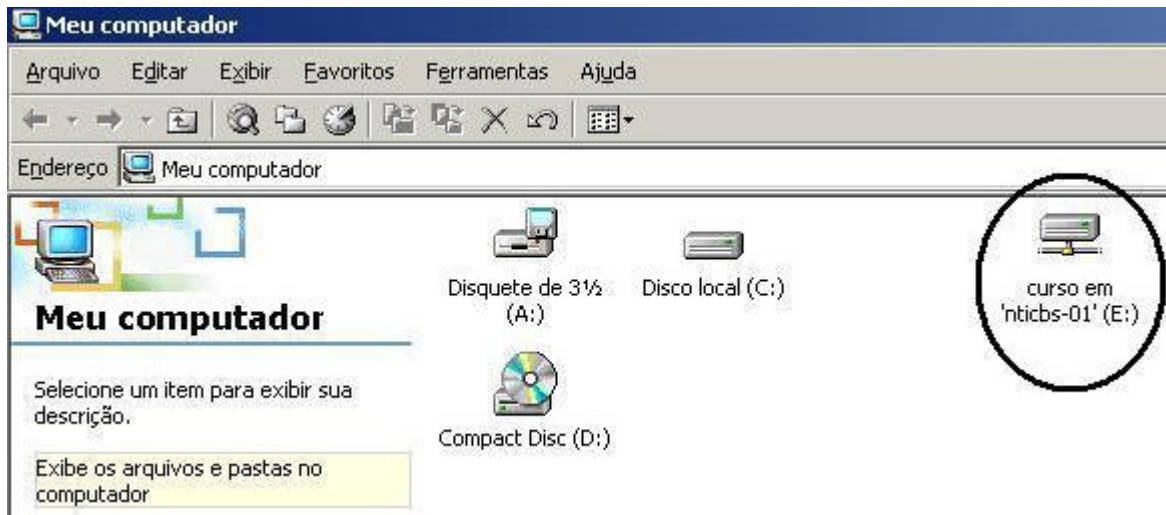 Meu computador
Arquivo Editar Exibir Favoritos Ferramentas Ajuda
Endereço Meu computador
Meu computador
Selecione um item para exibir sua
descrição.
Exibe os arquivos e pastas no
computador
Disquete de 3½
(A:)
Disco local (C:)
curso em
'nticbs-01' (E:)
Compact Disc (D:)